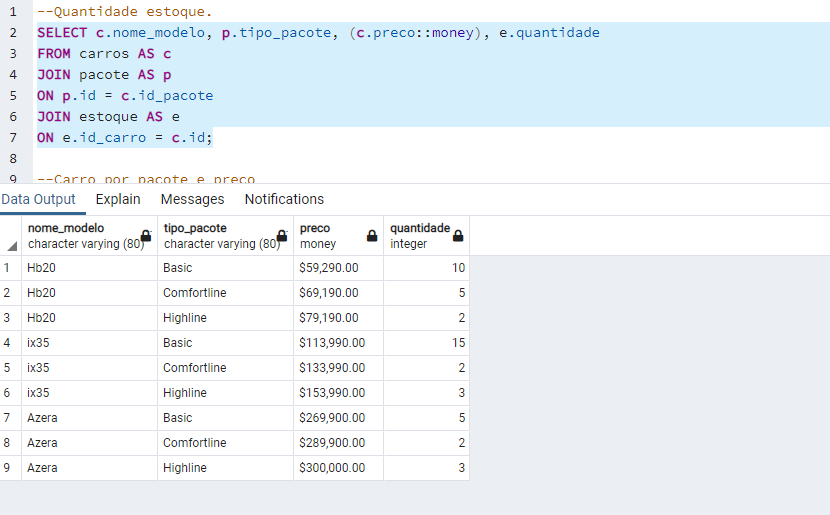 1 --Quantidade estoque.
2 SELECT c.nome_modelo, p.tipo_pacote, (c.preco::money), e.quantidade
3 FROM carros AS c
4 JOIN pacote AS p
5 ON p.id = c.id_pacote
6 JOIN estoque AS e
7 ON e.id_carro = c.id;
8
9 --Carro por pacote e preco
Data Output Explain Messages Notifications
nome_modelo tipo_pacote preco quantidade
character varying (80) character varying (80) money integer
1 Hb20 Basic $59,290.00 10
2 Hb20 Comfortline $69,190.00 5
3 Hb20 Highline $79,190.00 2
4 ix35 Basic $113,990.00 15
5 ix35 Comfortline $133,990.00 2
6 ix35 Highline $153,990.00 3
7 Azera Basic $269,900.00 5
8 Azera Comfortline $289,900.00 2
9 Azera Highline $300,000.00 3